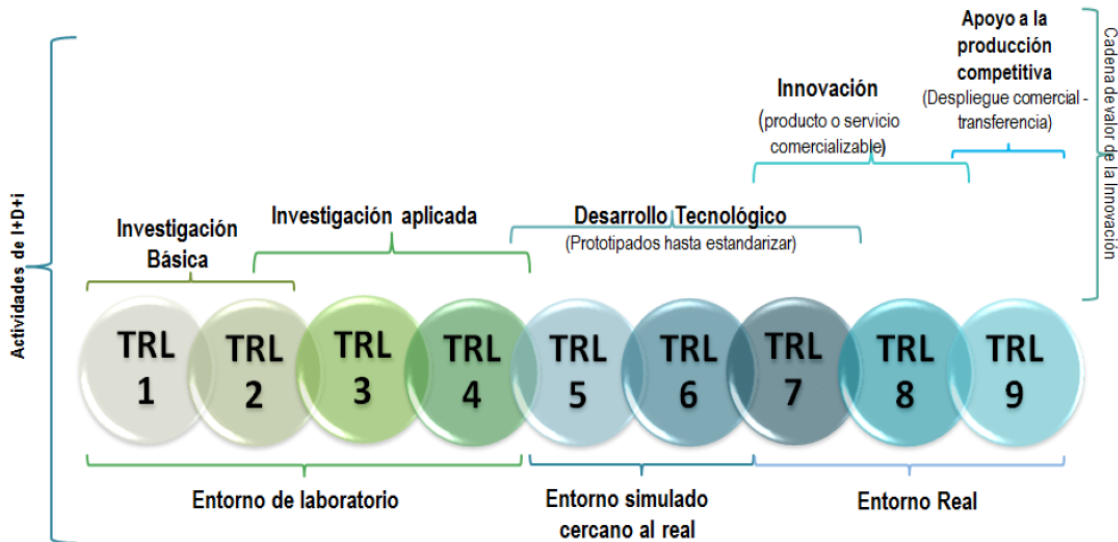 Actividades de I+D+i
Apoyo a la
producción
competitiva
(Despliegue comercial -
transferencia)
Cadena de valor de la Innovación
Innovación
(producto o servicio
comercializable)
Investigación
Básica
Investigación aplicada
Desarrollo Tecnológico
(Prototipados hasta estandarizar)
TRL
1
TRL
2
TRL
3
TRL
4
TRL
5
TRL
6
TRL
7
TRL
8
TRL
9
Entorno de laboratorio
Entorno simulado
cercano al real
Entorno Real